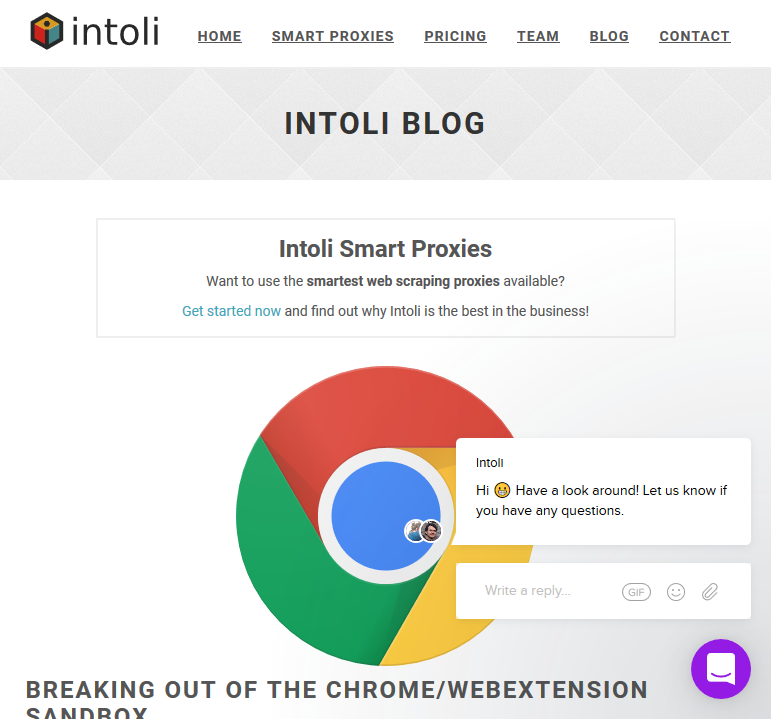 intoli
HOME SMART PROXIES PRICING TEAM BLOG CONTACT
INTOLI BLOG
Intoli Smart Proxies
Want to use the smartest web scraping proxies available?
Get started now and find out why Intoli is the best in the business!
Intoli
Hi 😁 Have a look around! Let us know if
you have any questions.
Write a reply...
GIF
BREAKING OUT OF THE CHROME/WEBEXTENSION
SANDBOX